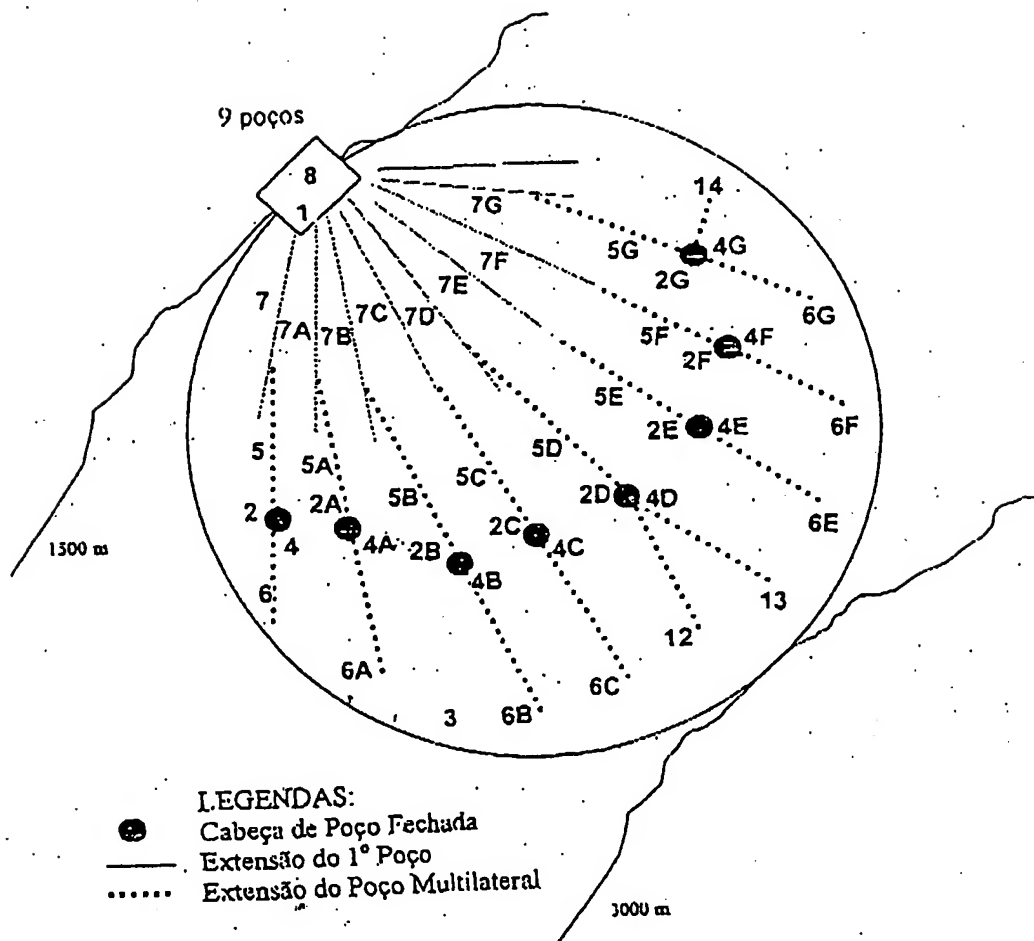 9 poços
8
1
14
7G
5G
4G
2G
6G
7F
7E
7
7A
7B
7C
7D
5F
4F
2F
6F
5E
2E
4E
6E
5
5A
5B
5C
5D
2
4
2A
4A
2B
4B
2C
4C
2D
4D
6
6A
3
6B
6C
12
13
1500 m
LEGENDAS:
Cabeça de Poço Fechada
Extensão do 1º Poço
Extensão do Poço Multilateral
3000 m